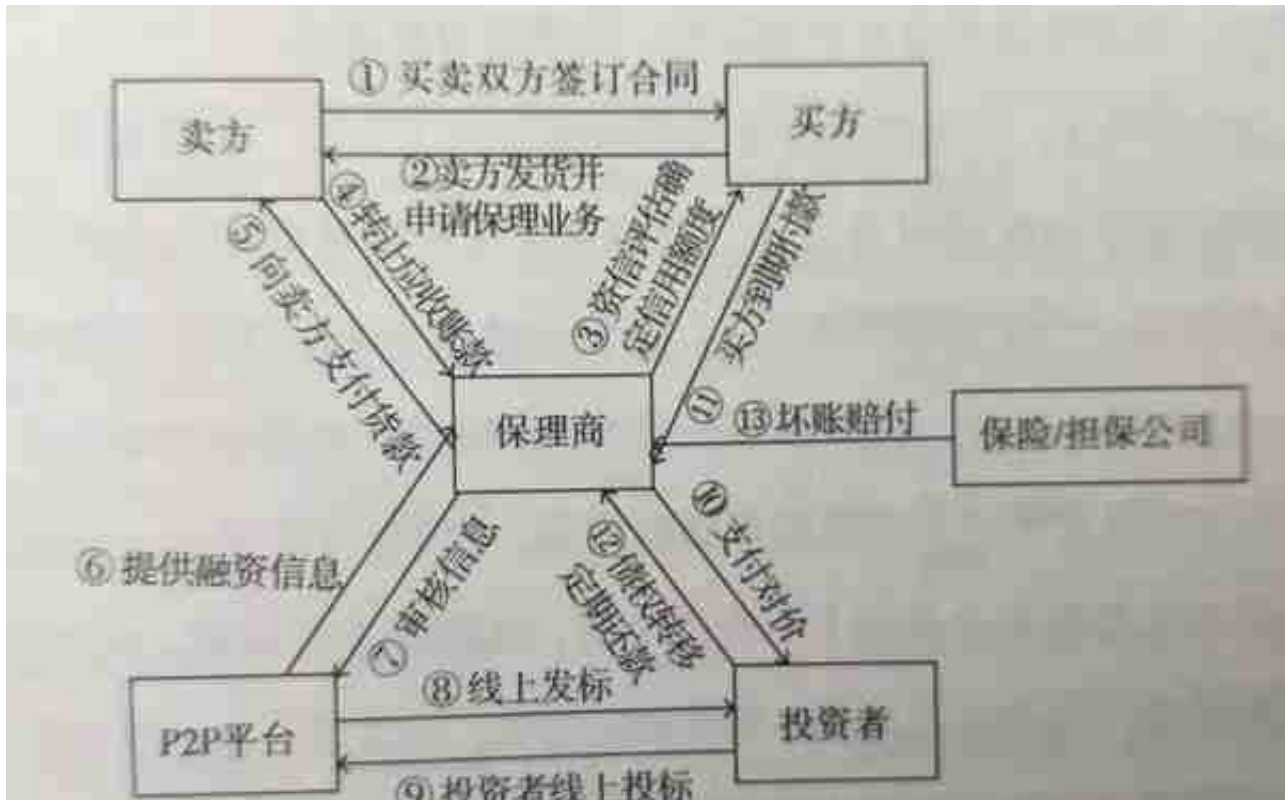 ① 买卖双方签订合同
卖方
买方
②卖方发货并
申请保理业务
③资信评估确
定信用额度
④转让应收账款
⑤向卖方支付货款
⑪ 买方到期付款
保理商
⑬坏账赔付
保险/担保公司
⑥提供融资信息
⑦审核信息
⑫债权转移
定期还款
⑩支付对价
P2P平台
⑧线上发标
投资者
⑨投资者线上投标